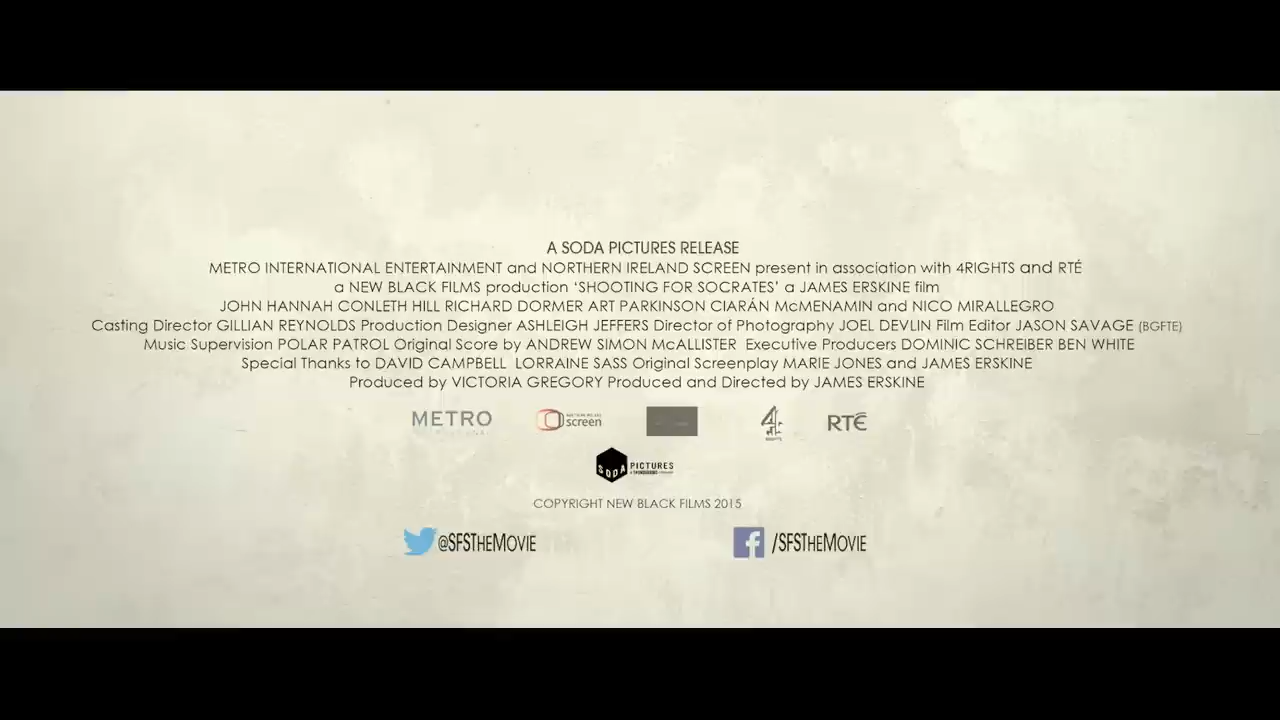 A SODA PICTURES RELEASE
METRO INTERNATIONAL ENTERTAINMENT and NORTHERN IRELAND SCREEN present in association with 4RIGHTS and RTÉ
a NEW BLACK FILMS production ‘SHOOTING FOR SOCRATES’ a JAMES ERSKINE film
JOHN HANNAH CONLETH HILL RICHARD DORMER ART PARKINSON CIARÁN McMENAMIN and NICO MIRALLEGRO
Casting Director GILLIAN REYNOLDS Production Designer ASHLEIGH JEFFERS Director of Photography JOEL DEVLIN Film Editor JASON SAVAGE (BGFTE)
Music Supervision POLAR PATROL Original Score by ANDREW SIMON McALLISTER Executive Producers DOMINIC SCHREIBER BEN WHITE
Special Thanks to DAVID CAMPBELL LORRAINE SASS Original Screenplay MARIE JONES and JAMES ERSKINE
Produced by VICTORIA GREGORY Produced and Directed by JAMES ERSKINE
METRO screen 4 RTÉ
SODA PICTURES
COPYRIGHT NEW BLACK FILMS 2015
@SFSTHEMOVIE /SFSTHEMOVIE